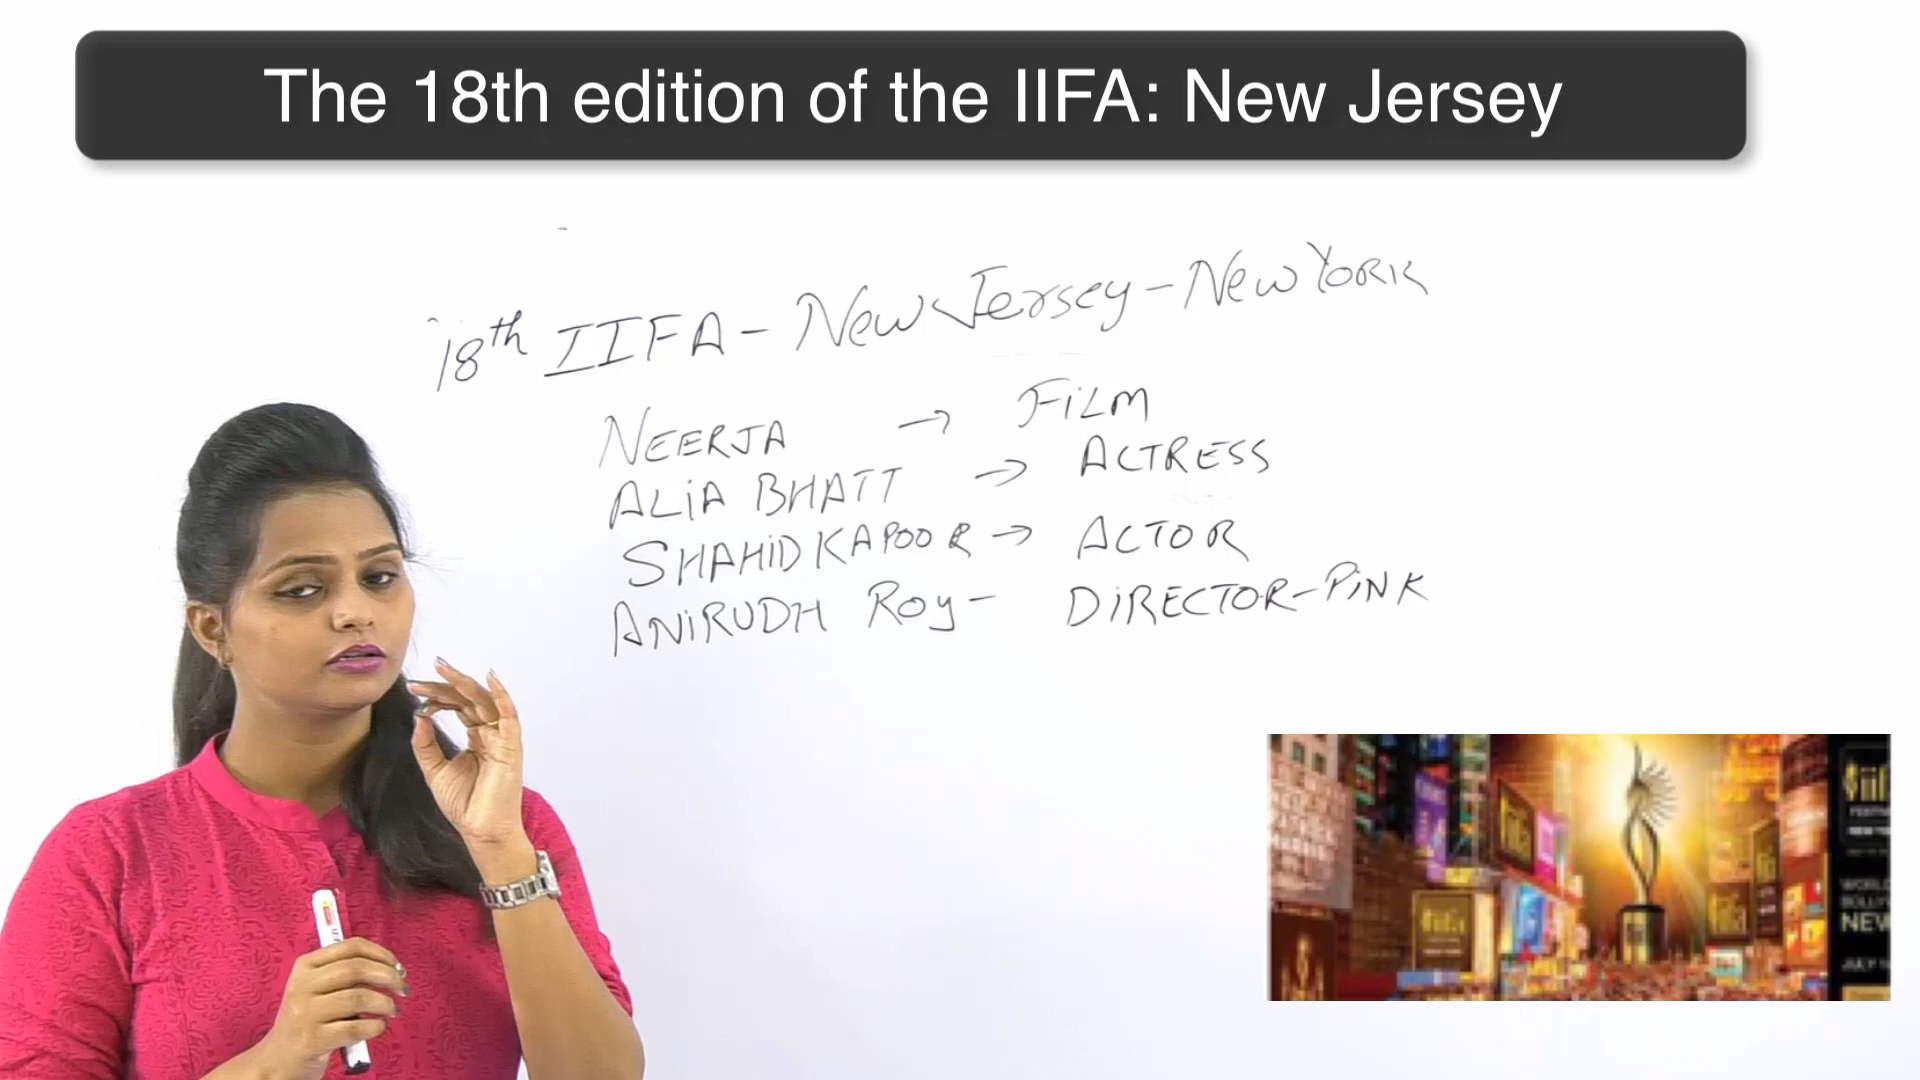 The 18th edition of the IIFA: New Jersey
18th IIFA - New Jersey - New York
NEERJA → FiLM
ALiA BHATT → ACTRESS
SHAHiD KAPOOR → ACTOR
ANiRUDH Roy - DiRECTOR - PiNK
NEW